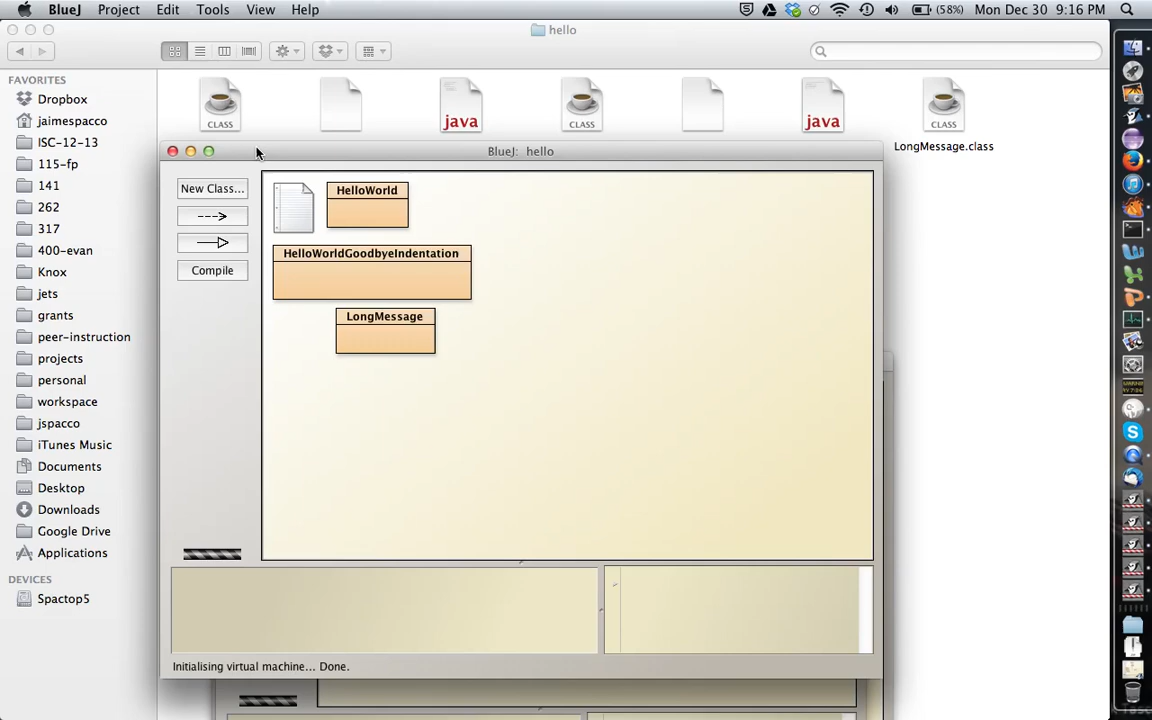 BlueJ Project Edit Tools View Help (58%) Mon Dec 30 9:16 PM
hello
FAVORITES
Dropbox
jaimespacco
ISC-12-13
115-fp
141
262
317
400-evan
Knox
jets
grants
peer-instruction
projects
personal
workspace
jspacco
iTunes Music
Documents
Desktop
Downloads
Google Drive
Applications
DEVICES
Spactop5
CLASS java CLASS java CLASS
LongMessage.class
BlueJ: hello
New Class...
Compile
HelloWorld
HelloWorldGoodbyeIndentation
LongMessage
Initialising virtual machine... Done.